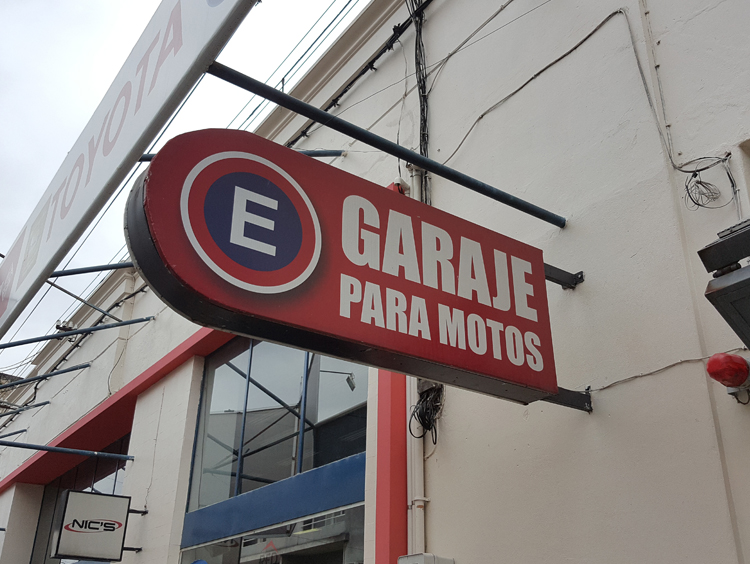 TOYOTA
E
GARAJE
PARA MOTOS
NIC'S